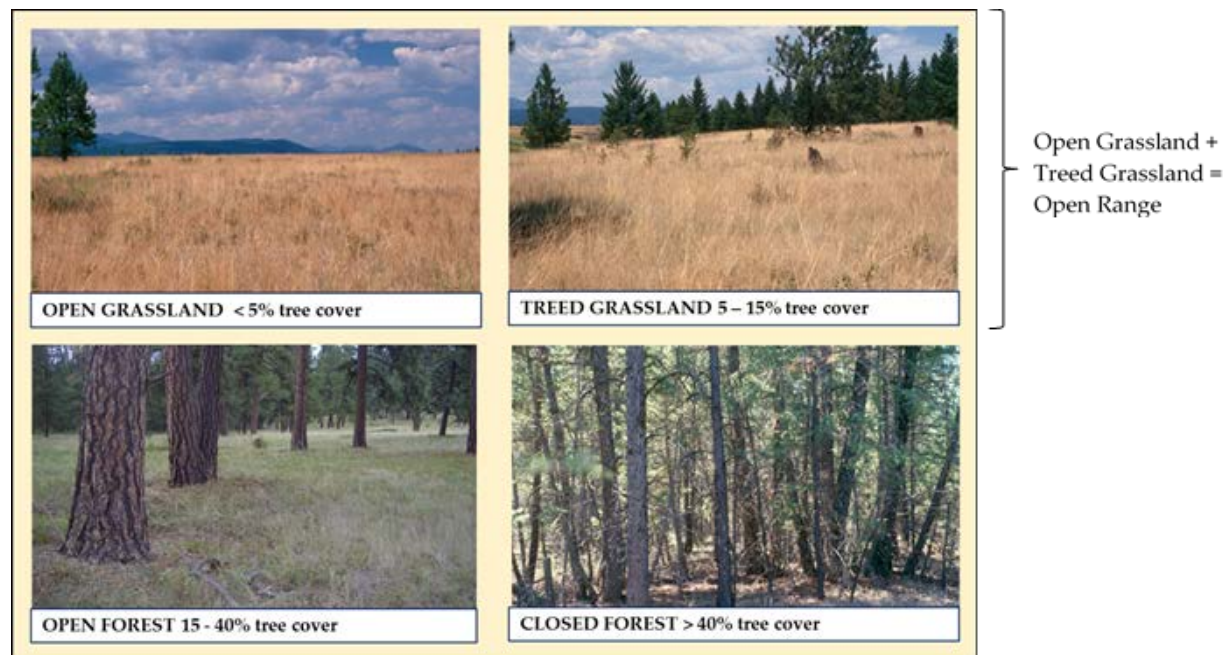 OPEN GRASSLAND < 5% tree cover
TREED GRASSLAND 5 – 15% tree cover
Open Grassland +
Treed Grassland =
Open Range
OPEN FOREST 15 - 40% tree cover
CLOSED FOREST > 40% tree cover